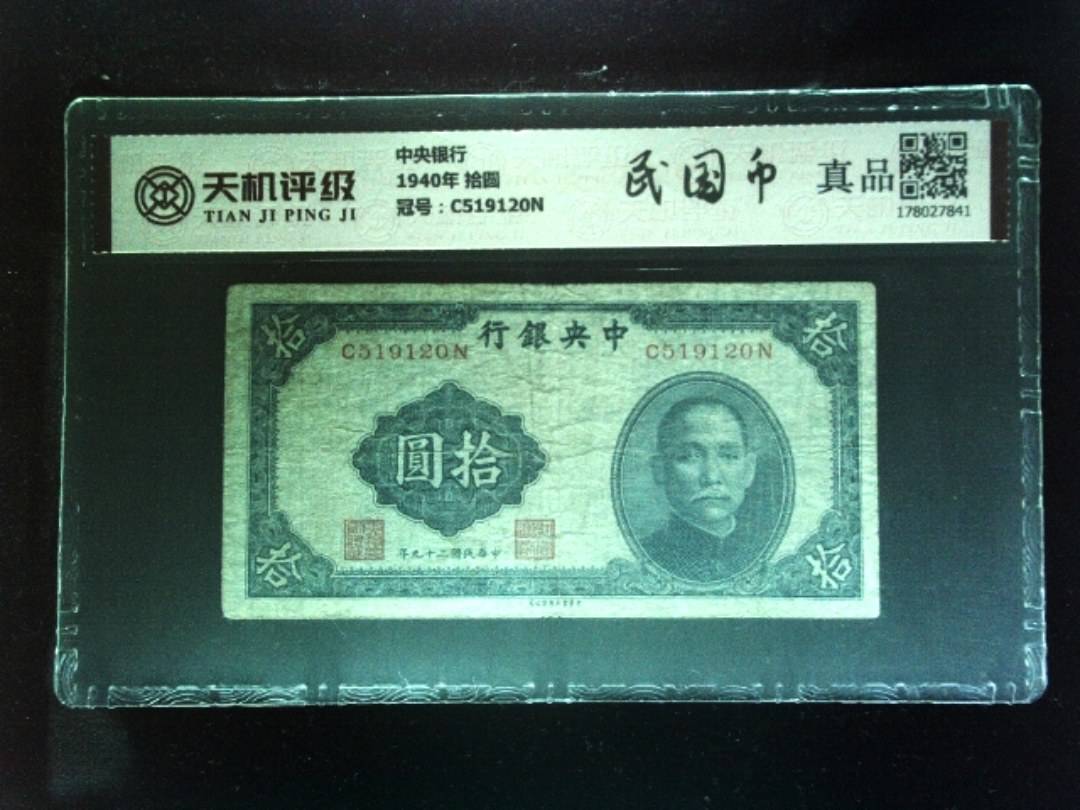 天机评级
TIAN JI PING JI
中央银行
1940年 拾圆
冠号：C519120N
民国币
真品
178027841
行銀央中
C519120N
C519120N
拾
拾
圓拾
年九十二國民華中
拾
拾